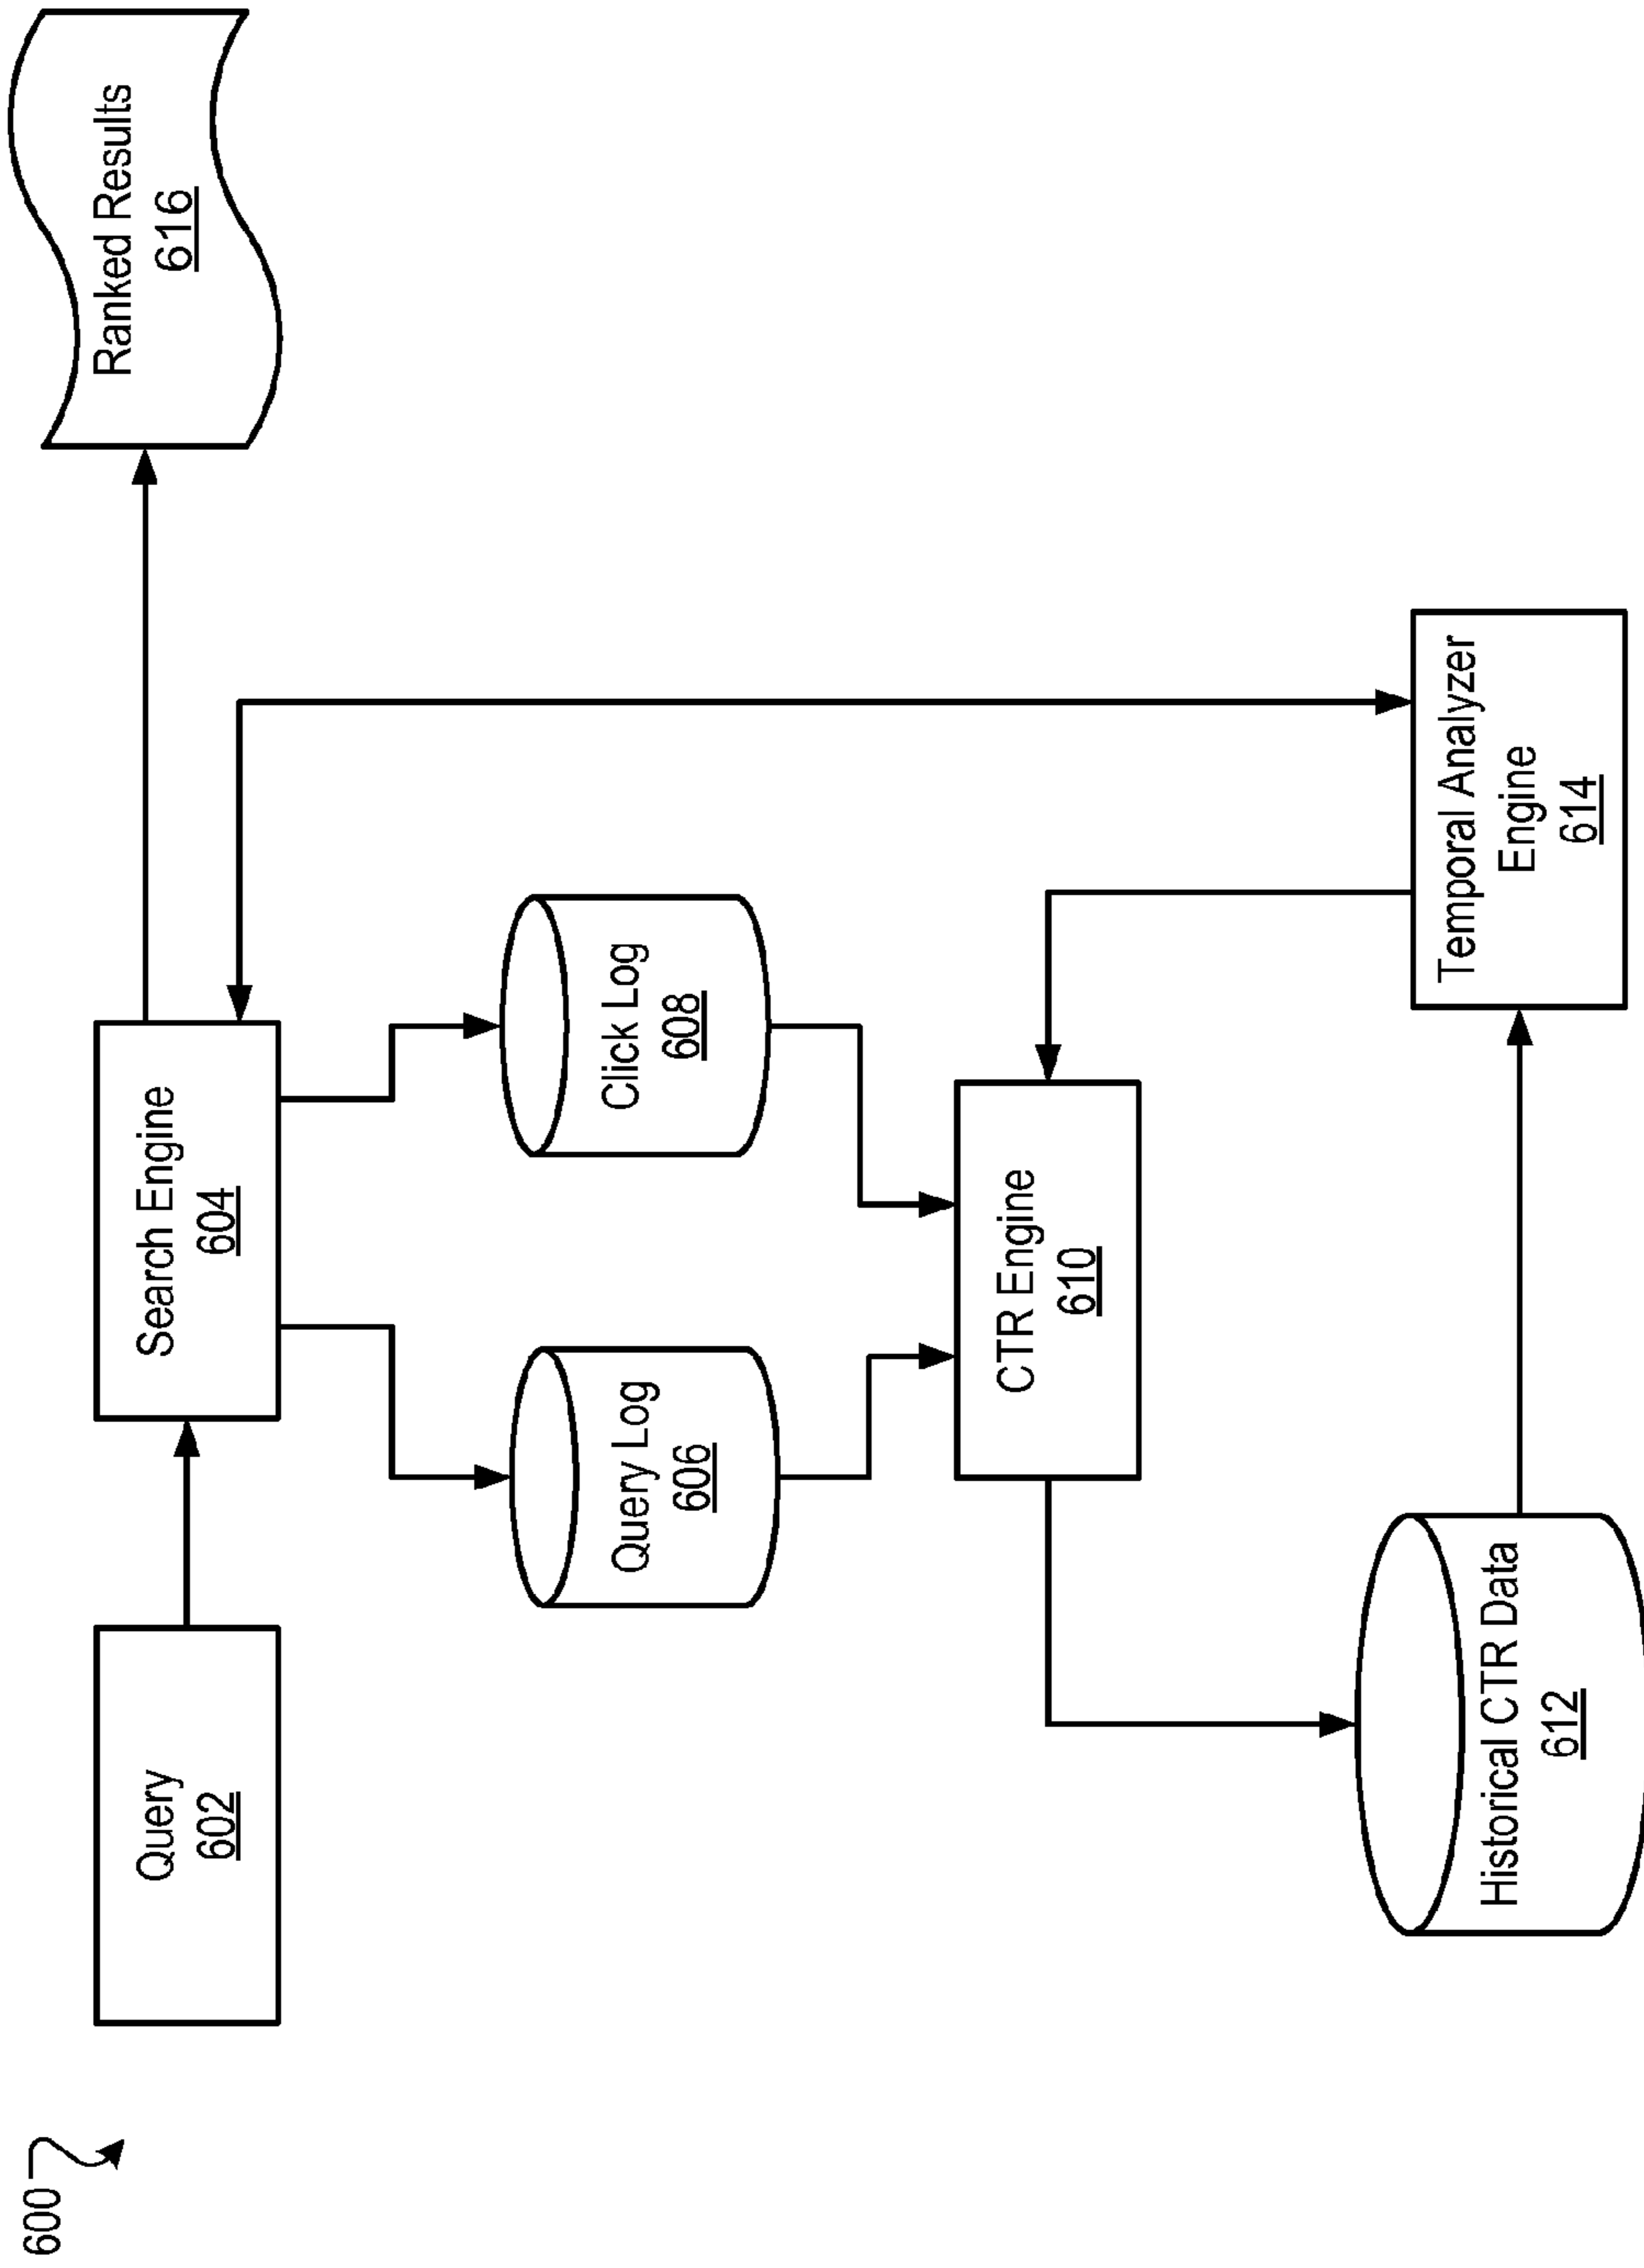 600
Query
602
Search Engine
604
Ranked Results
616
Query Log
606
Click Log
608
CTR Engine
610
Historical CTR Data
612
Temporal Analyzer
Engine
614